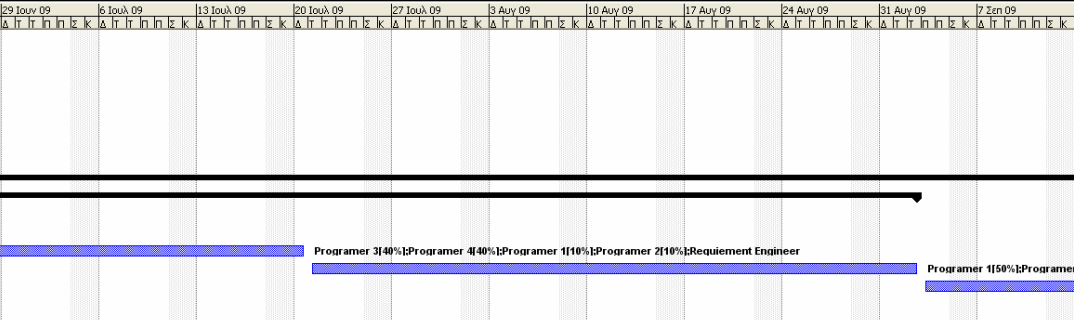 29 Ιουν 09 6 Ιουλ 09 13 Ιουλ 09 20 Ιουλ 09 27 Ιουλ 09 3 Αυγ 09 10 Αυγ 09 17 Αυγ 09 24 Αυγ 09 31 Αυγ 09 7 Σεπ 09
Δ Τ Τ Π Π Σ Κ Δ Τ Τ Π Π Σ Κ Δ Τ Τ Π Π Σ Κ Δ Τ Τ Π Π Σ Κ Δ Τ Τ Π Π Σ Κ Δ Τ Τ Π Π Σ Κ Δ Τ Τ Π Π Σ Κ Δ Τ Τ Π Π Σ Κ Δ Τ Τ Π Π Σ Κ Δ Τ Τ Π Π Σ Κ Δ Τ Τ Π Π Σ Κ
Programer 3[40%];Programer 4[40%];Programer 1[10%];Programer 2[10%];Requiement Engineer
Programer 1[50%];Programe